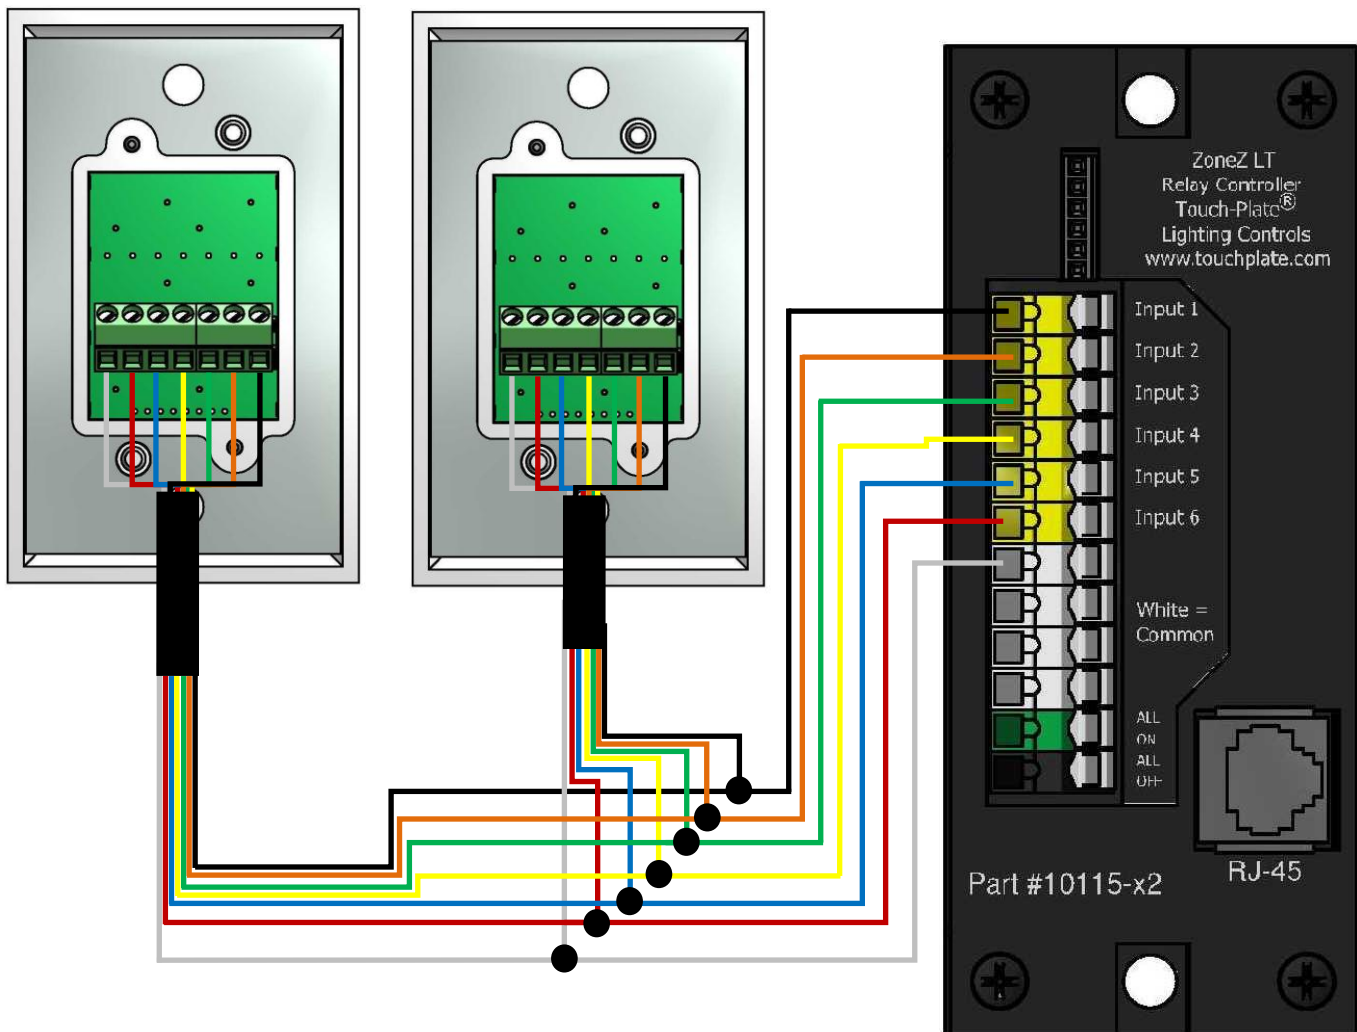 ZoneZ LT
Relay Controller
Touch-Plate®
Lighting Controls
www.touchplate.com
Input 1
Input 2
Input 3
Input 4
Input 5
Input 6
White =
Common
ALL
ON
ALL
OFF
RJ-45
Part #10115-x2